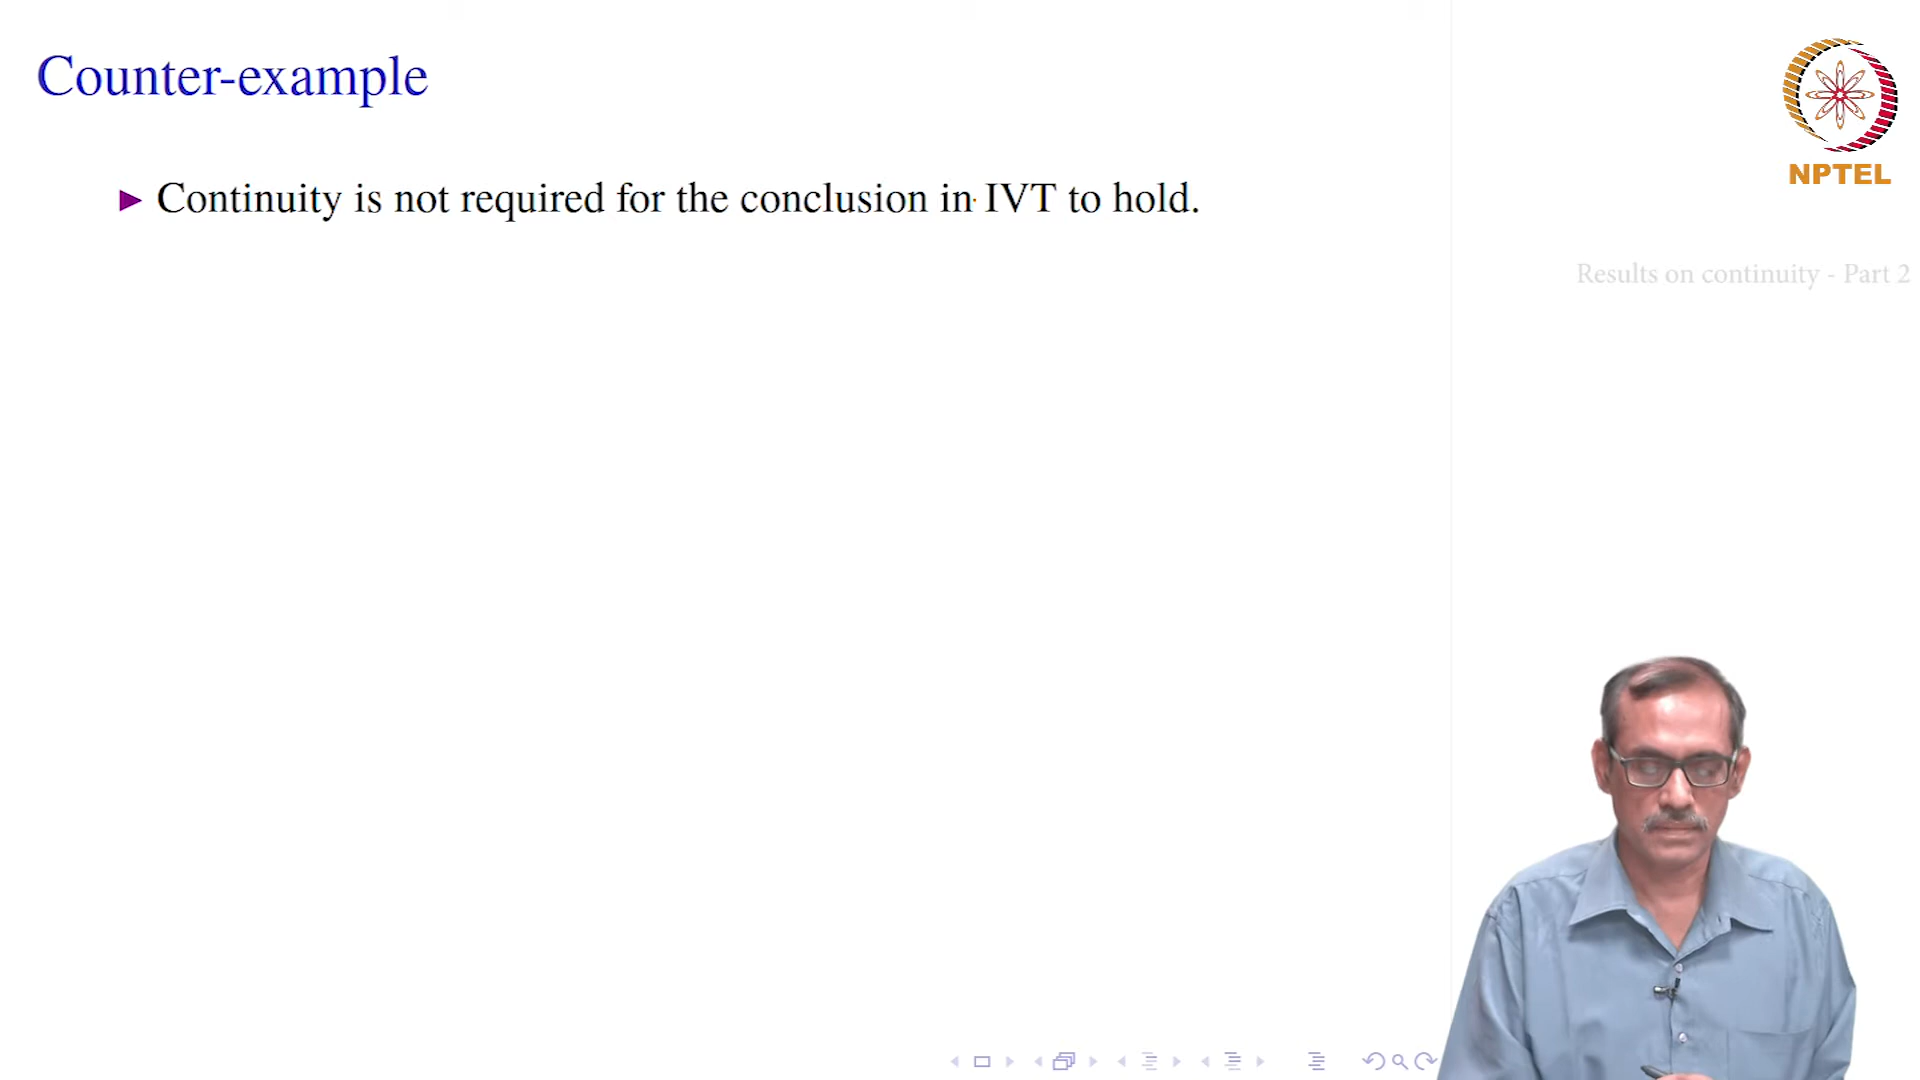 Counter-example
Continuity is not required for the conclusion in IVT to hold.
NPTEL
Results on continuity - Part 2